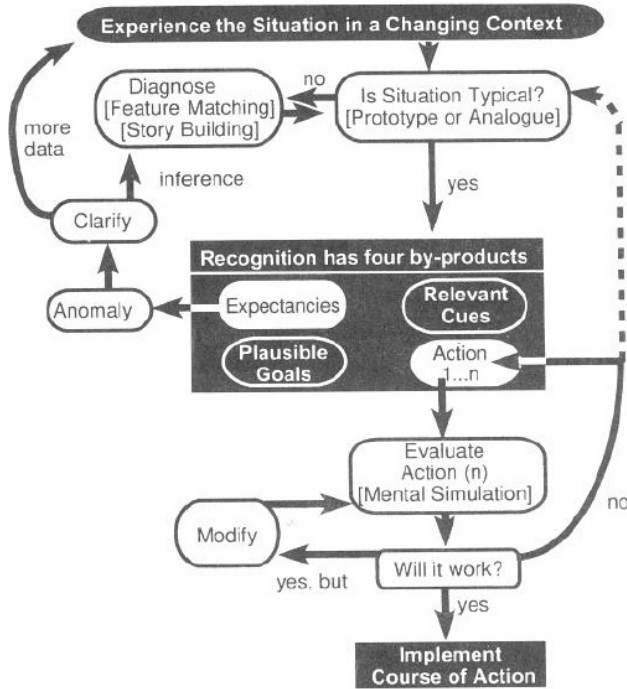 Experience the Situation in a Changing Context
Diagnose
[Feature Matching]
[Story Building]
no
Is Situation Typical?
[Prototype or Analogue]
more
data
inference
yes
Clarify
Recognition has four by-products
Anomaly
Expectancies
Relevant
Cues
Plausible
Goals
Action
1...n
Evaluate
Action (n)
[Mental Simulation]
no
Modify
yes, but
Will it work?
yes
Implement
Course of Action